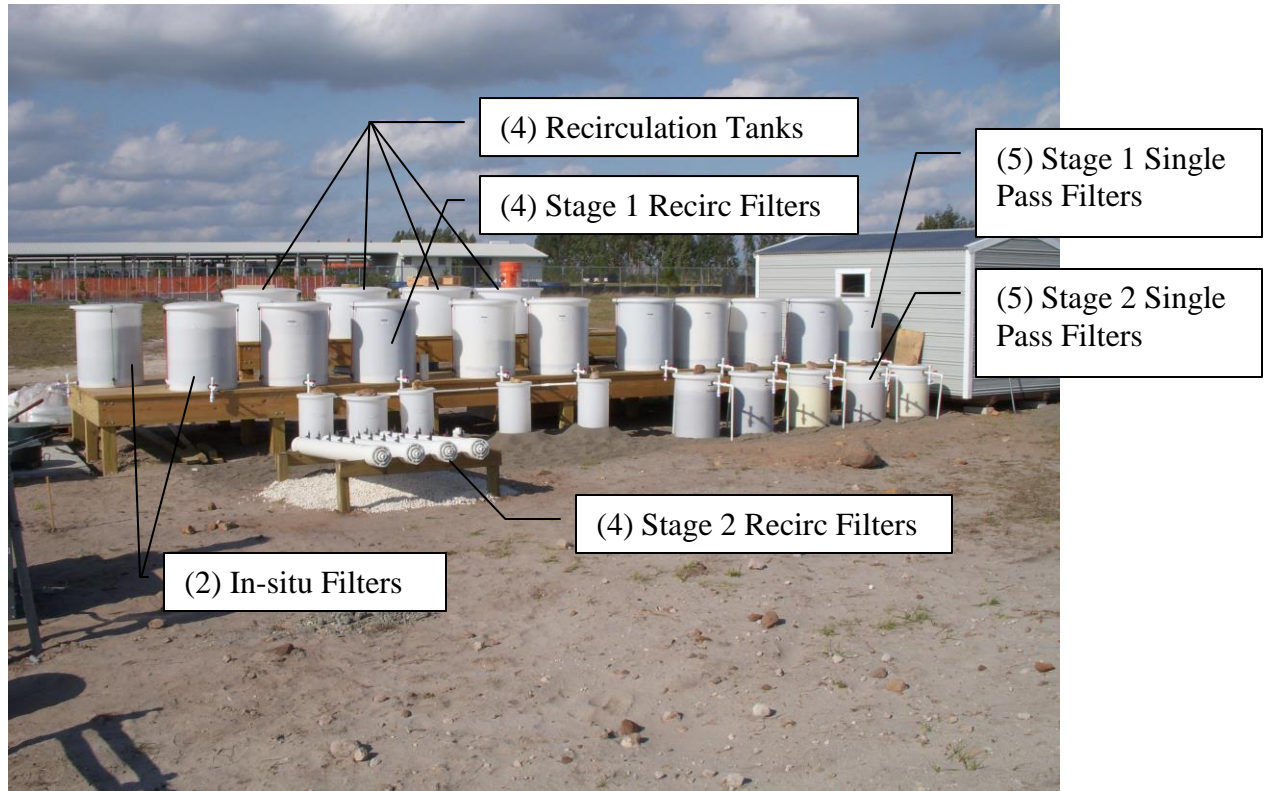 (4) Recirculation Tanks
(4) Stage 1 Recirc Filters
(5) Stage 1 Single
Pass Filters
(5) Stage 2 Single
Pass Filters
(4) Stage 2 Recirc Filters
(2) In-situ Filters